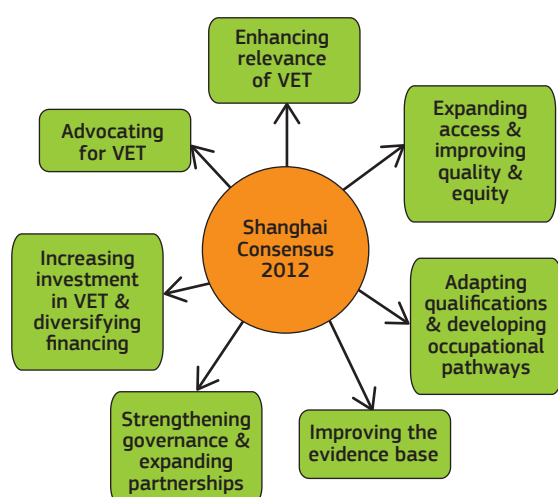 Enhancing
relevance
of VET
Expanding
access &
improving
quality &
equity
Adapting
qualifications
& developing
occupational
pathways
Improving the
evidence base
Strengthening
governance &
expanding
partnerships
Increasing
investment
in VET &
diversifying
financing
Advocating
for VET
Shanghai
Consensus
2012